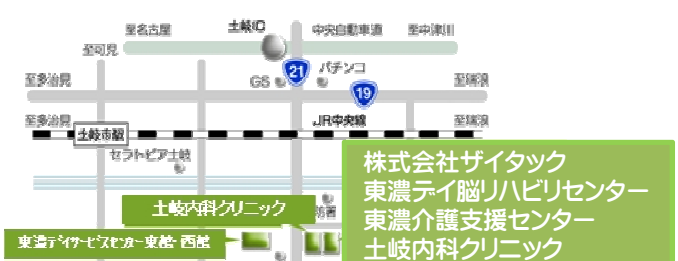 至名古屋
土岐IC
中央自動車道
至中津川
至可児
21
パチンコ
至多治見
GS
至瑞浪
19
至多治見
JR中央線
至瑞浪
土岐市駅
セラトピア土岐
株式会社ザイタック
東濃デイ脳リハビリセンター
東濃介護支援センター
土岐内科クリニック
土岐内科クリニック
防署
東濃デイサービスセンター東館・西館